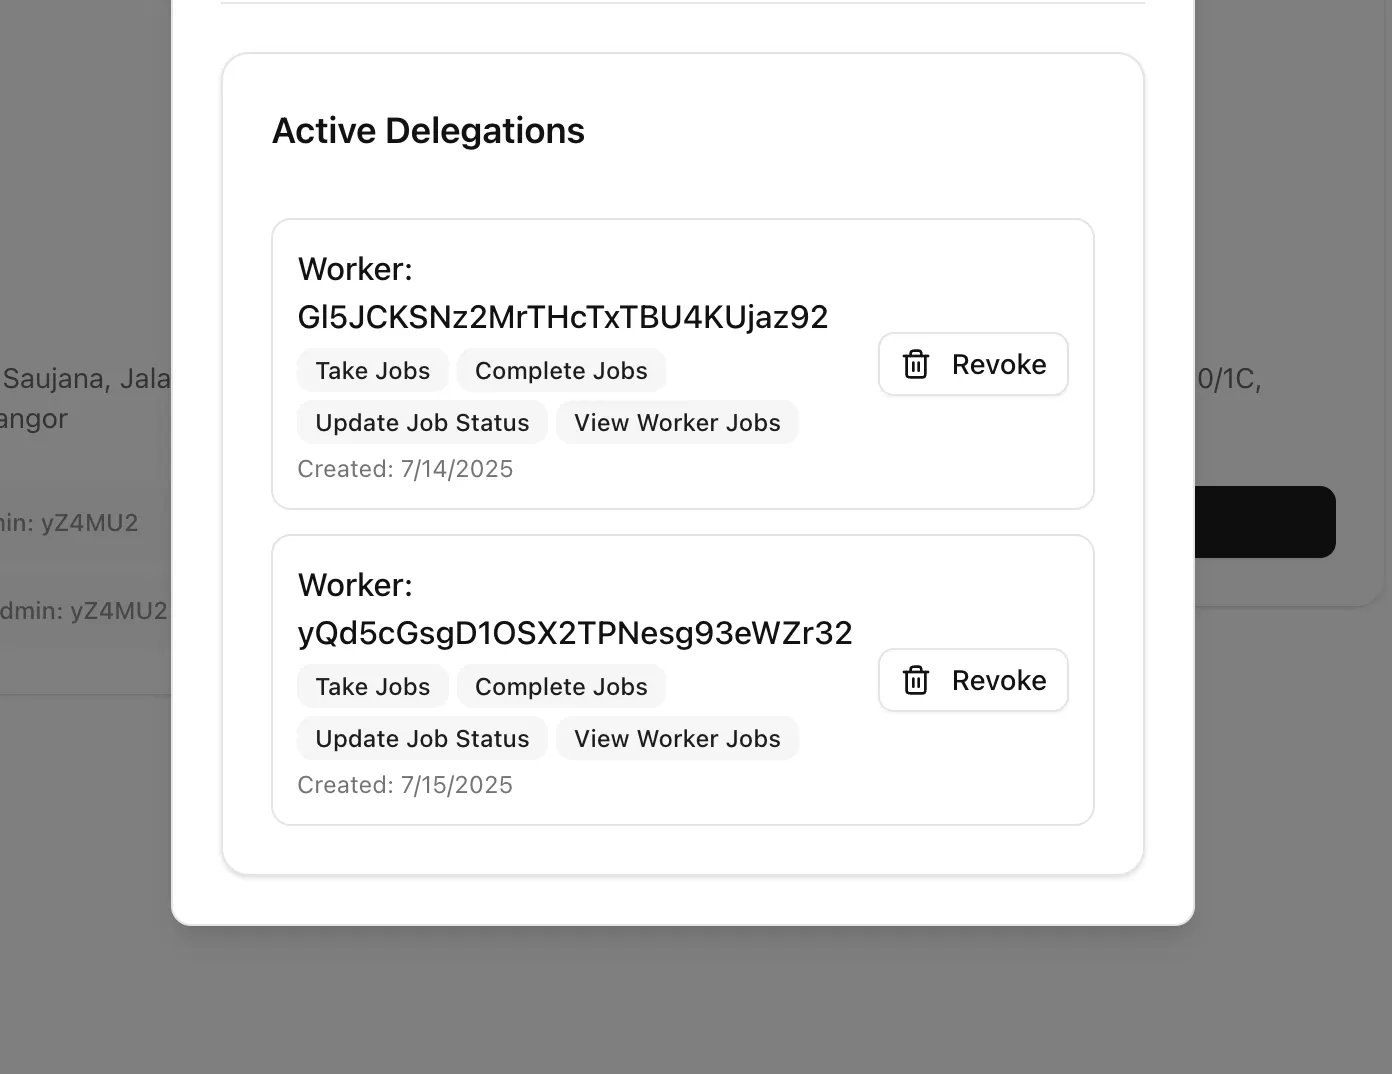 Active Delegations
Worker:
Gl5JCKSNz2MrTHcTxTBU4KUjaz92
Take Jobs Complete Jobs
Update Job Status View Worker Jobs
Created: 7/14/2025
Revoke
Worker:
yQd5cGsgD1OSX2TPNesg93eWZr32
Take Jobs Complete Jobs
Update Job Status View Worker Jobs
Created: 7/15/2025
Revoke
Saujana, Jala
angor
min: yZ4MU2
dmin: yZ4MU2
0/1C,